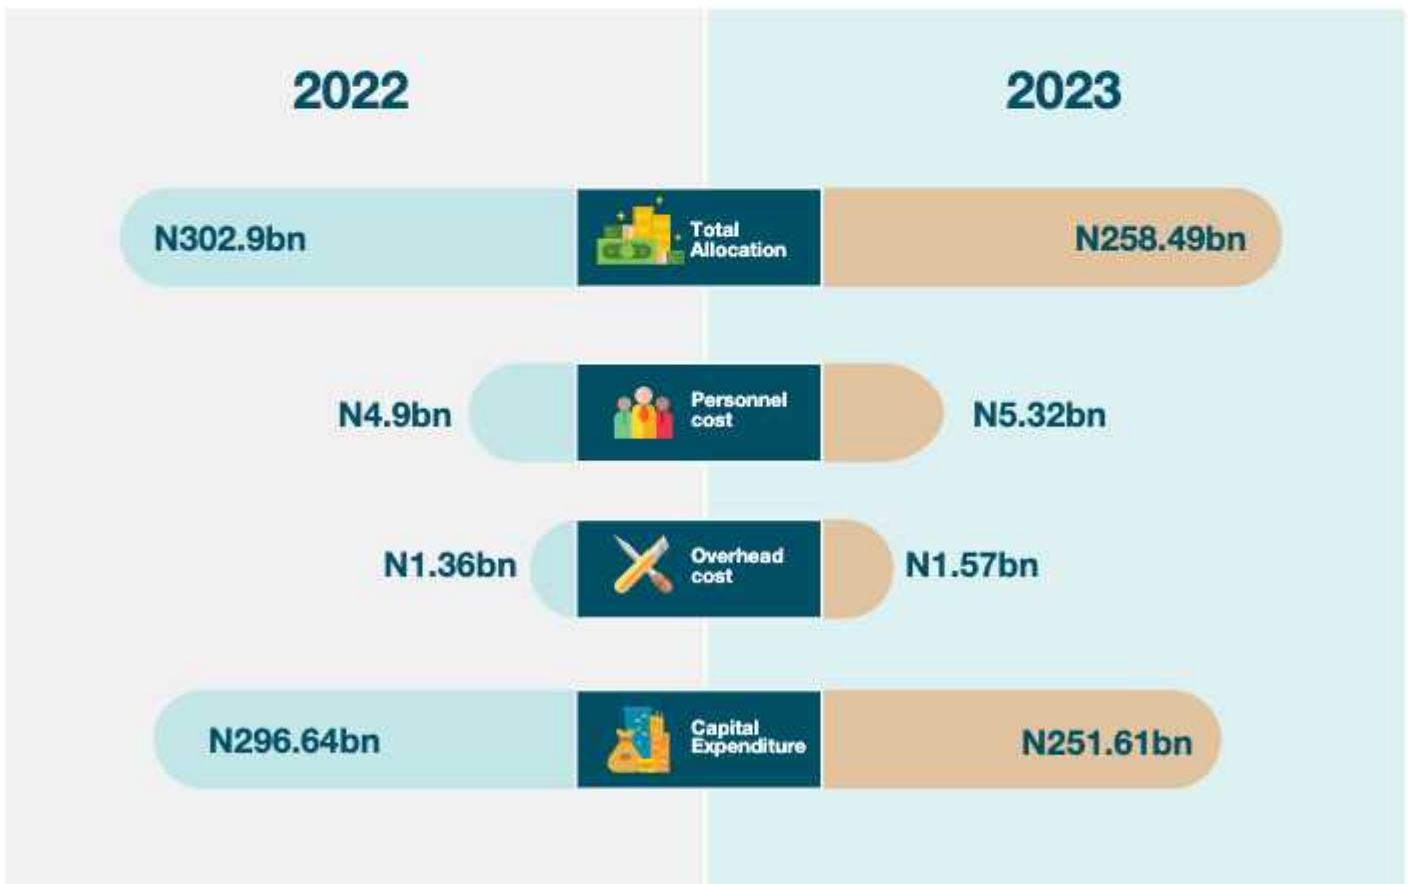 2022
2023
N302.9bn
Total
Allocation
N258.49bn
N4.9bn
Personnel
cost
N5.32bn
N1.36bn
Overhead
cost
N1.57bn
N296.64bn
Capital
Expenditure
N251.61bn